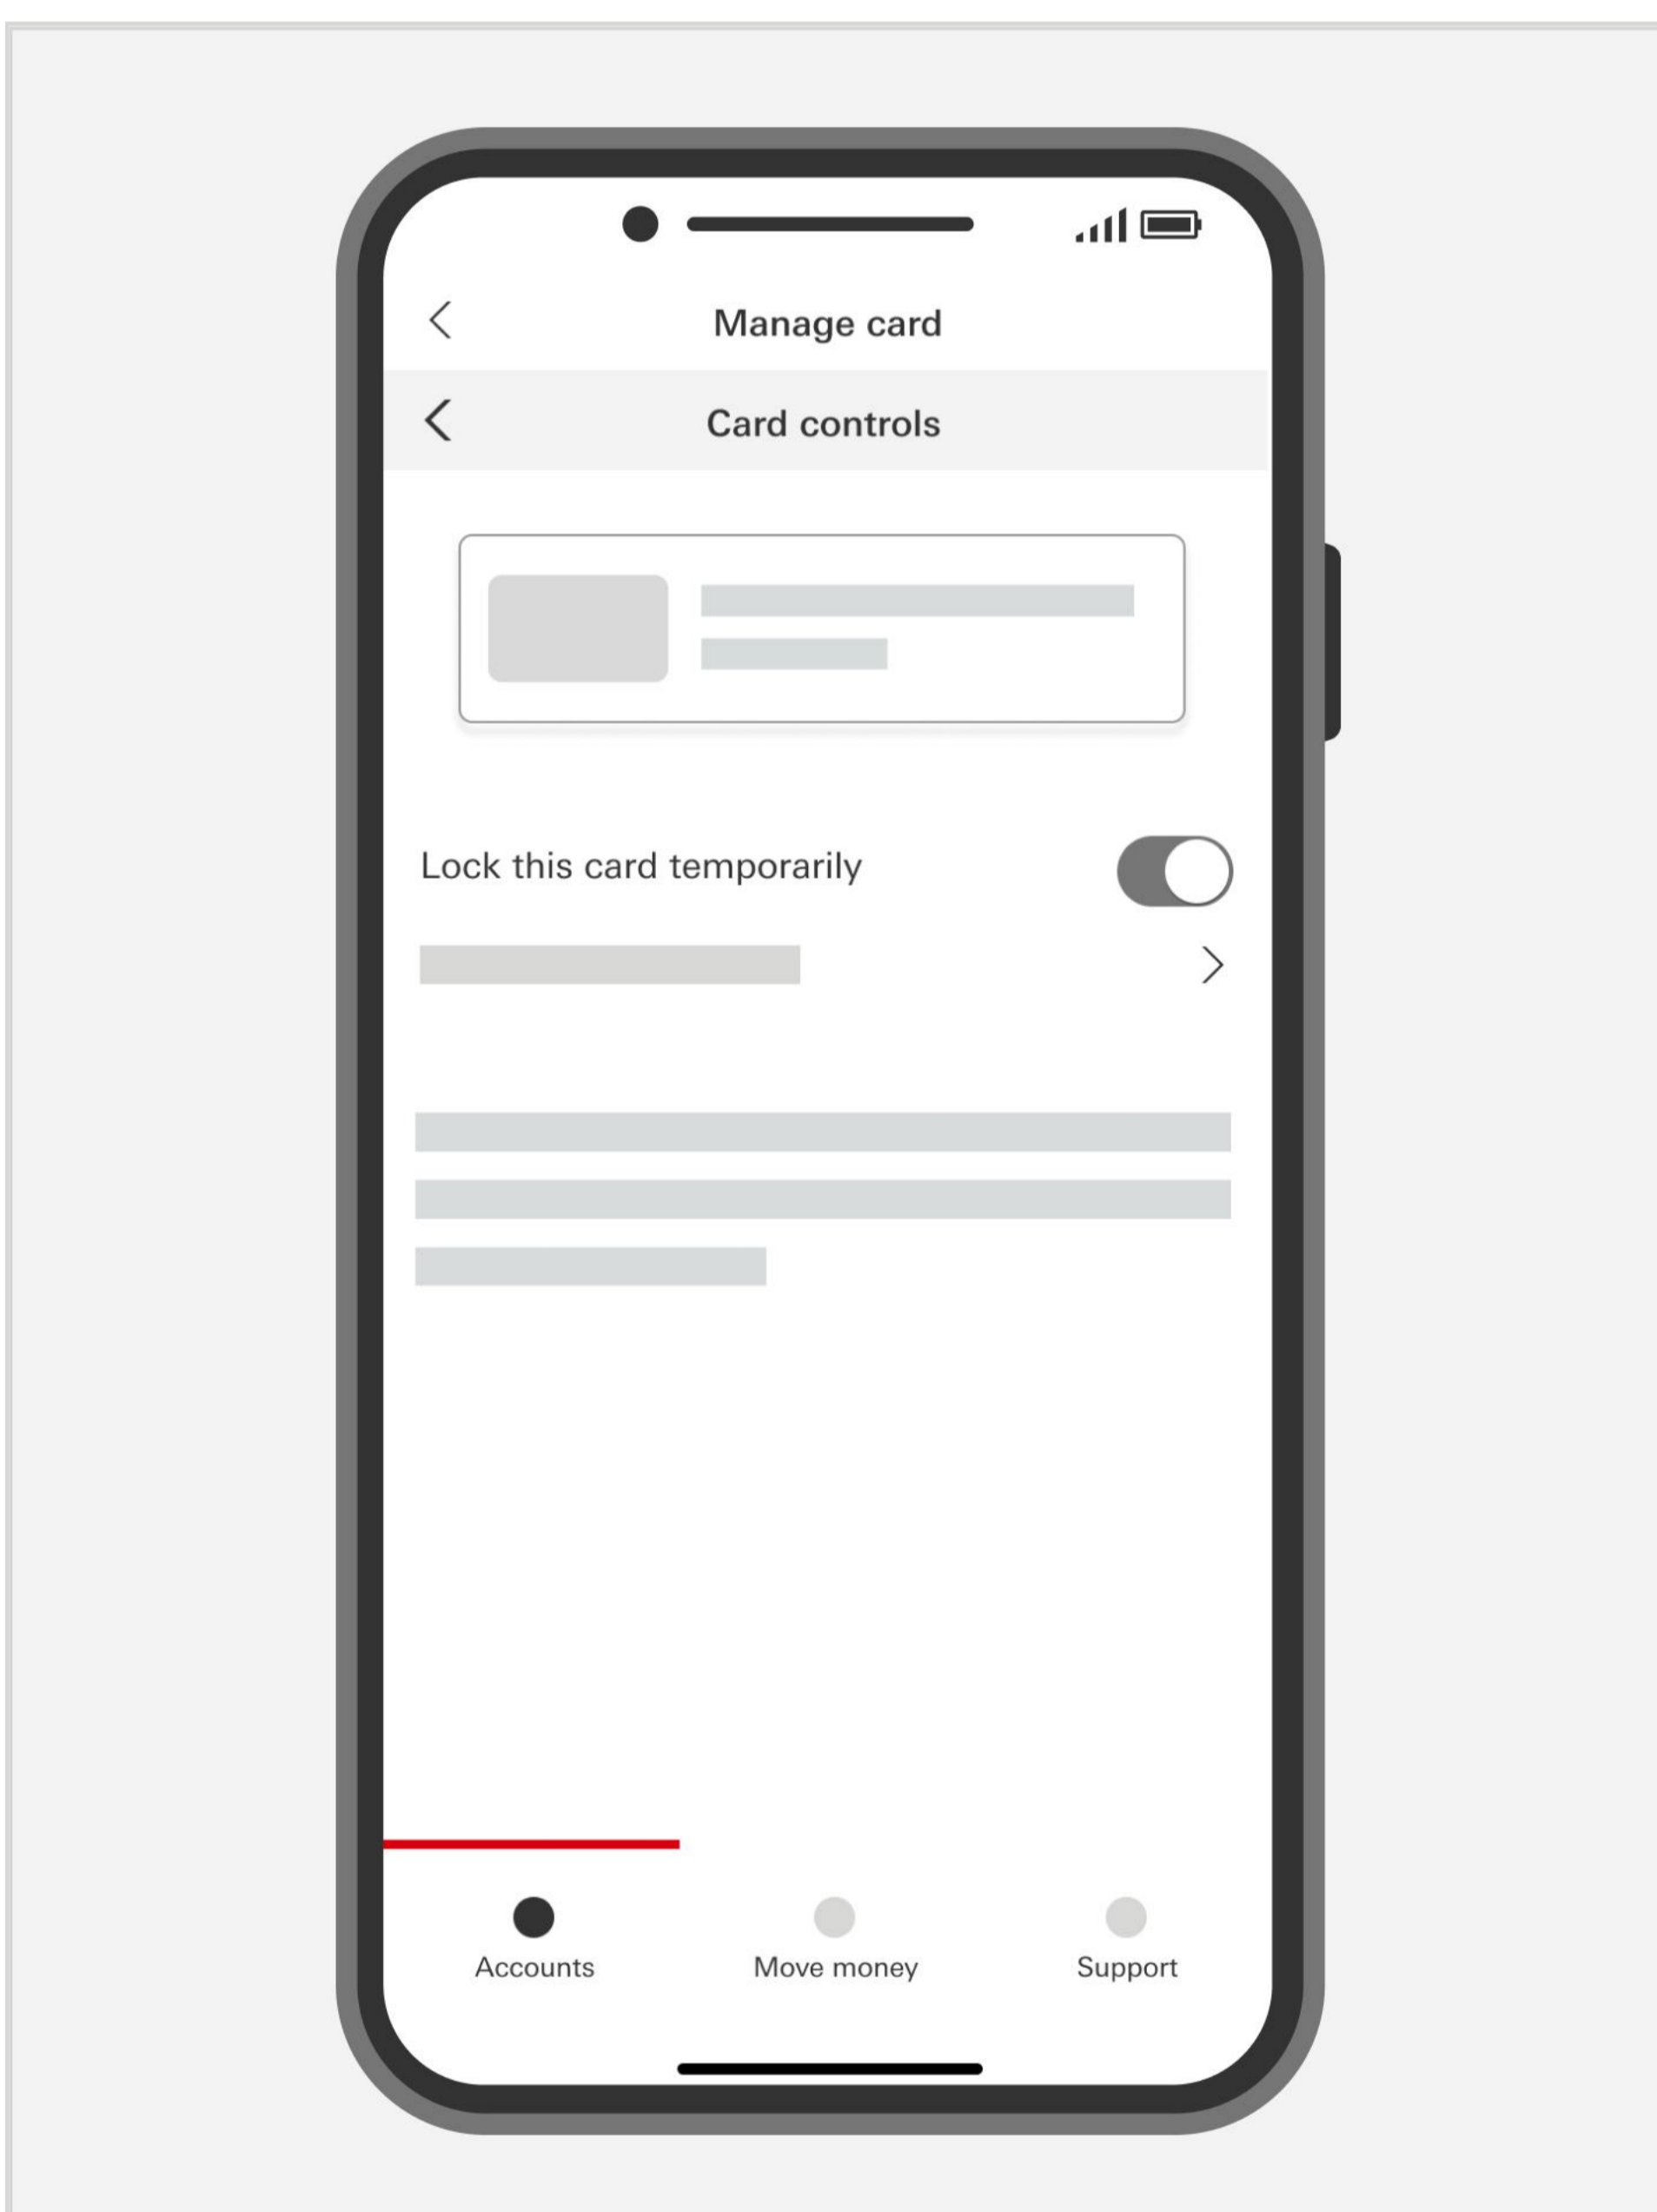 Manage card
Card controls
Lock this card temporarily
Accounts
Move money
Support